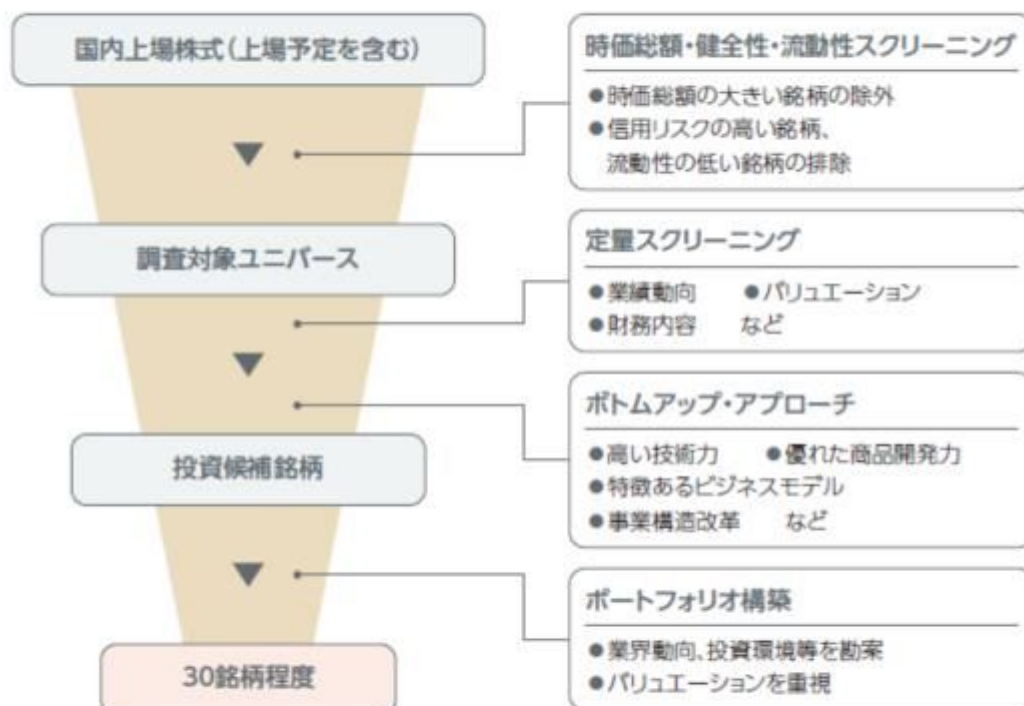 国内上場株式(上場予定を含む)
時価総額・健全性・流動性スクリーニング
●時価総額の大きい銘柄の除外
●信用リスクの高い銘柄、
流動性の低い銘柄の排除
調査対象ユニバース
定量スクリーニング
●業績動向 ●バリュエーション
●財務内容 など
ボトムアップ・アプローチ
●高い技術力 ●優れた商品開発力
●特徴あるビジネスモデル
●事業構造改革 など
投資候補銘柄
ポートフォリオ構築
●業界動向、投資環境等を勘案
●バリュエーションを重視
30銘柄程度